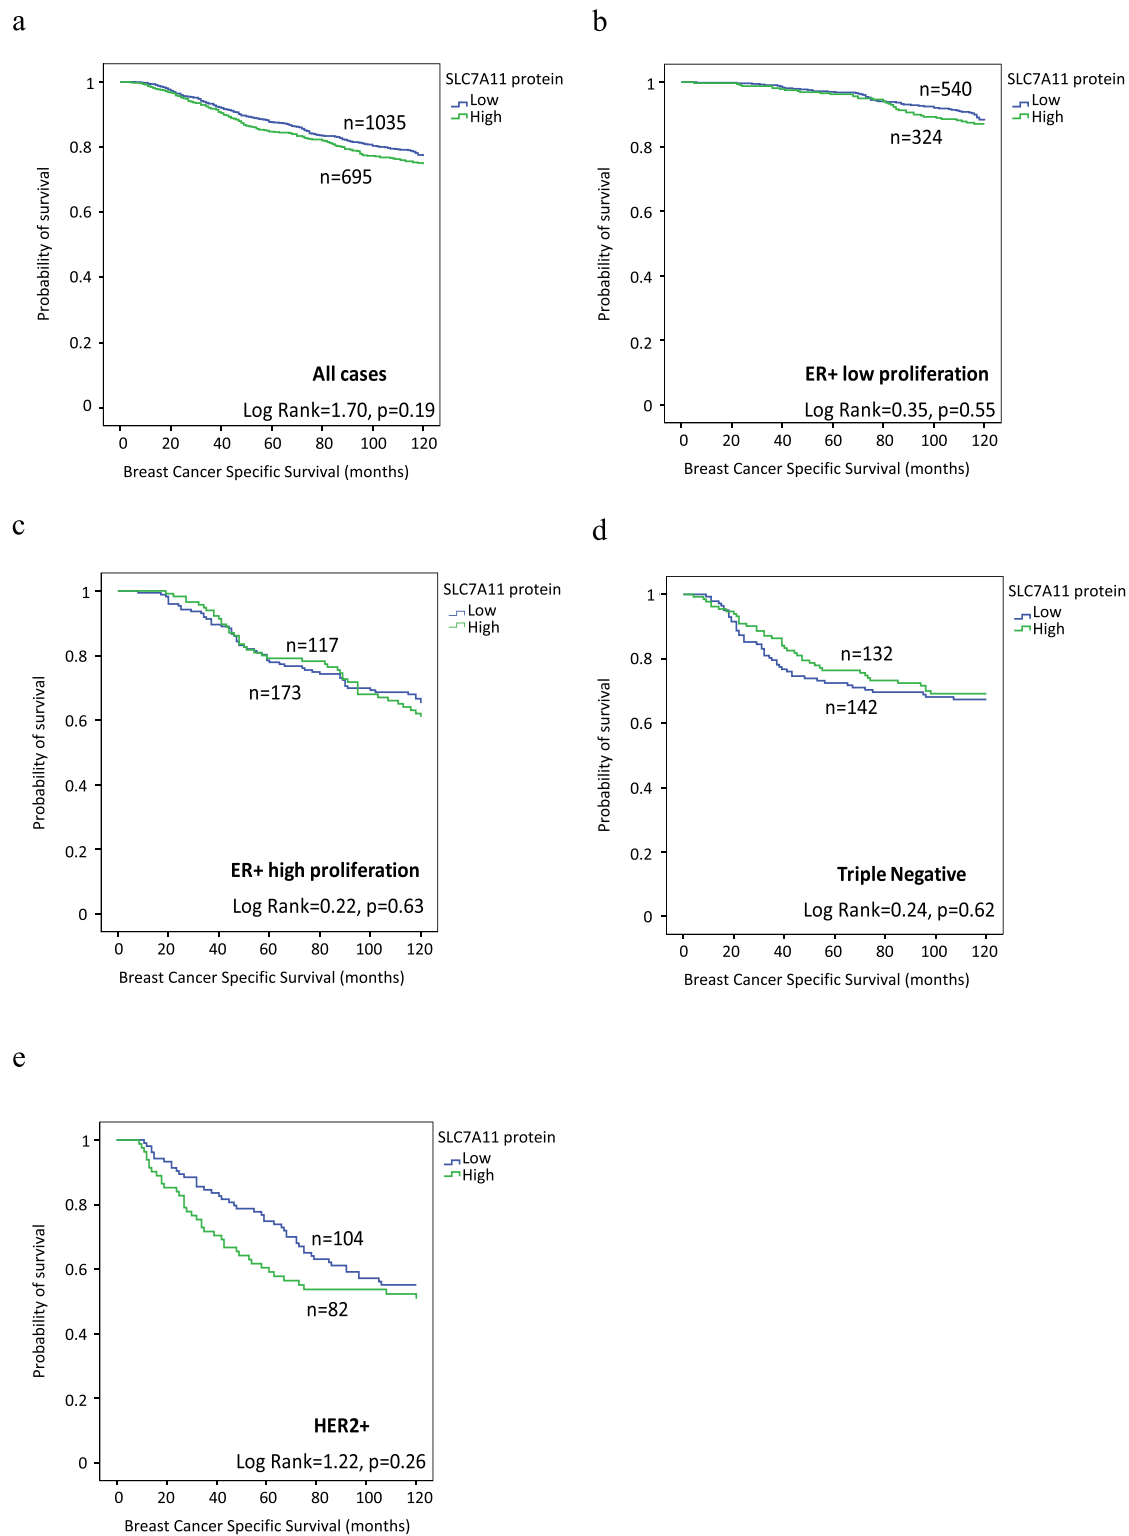 a
SLC7A11 protein
Low
High
1
0.8
0.6
0.4
0.2
0
Probability of survival
n=1035
n=695
All cases
Log Rank=1.70, p=0.19
0 20 40 60 80 100 120
Breast Cancer Specific Survival (months)
b
SLC7A11 protein
Low
High
1
0.8
0.6
0.4
0.2
0
Probability of survival
n=540
n=324
ER+ low proliferation
Log Rank=0.35, p=0.55
0 20 40 60 80 100 120
Breast Cancer Specific Survival (months)
c
SLC7A11 protein
Low
High
1
0.8
0.6
0.4
0.2
0
Probability of survival
n=117
n=173
ER+ high proliferation
Log Rank=0.22, p=0.63
0 20 40 60 80 100 120
Breast Cancer Specific Survival (months)
d
SLC7A11 protein
Low
High
1
0.8
0.6
0.4
0.2
0
Probability of survival
n=132
n=142
Triple Negative
Log Rank=0.24, p=0.62
0 20 40 60 80 100 120
Breast Cancer Specific Survival (months)
e
SLC7A11 protein
Low
High
1
0.8
0.6
0.4
0.2
0
Probability of survival
n=104
n=82
HER2+
Log Rank=1.22, p=0.26
0 20 40 60 80 100 120
Breast Cancer Specific Survival (months)